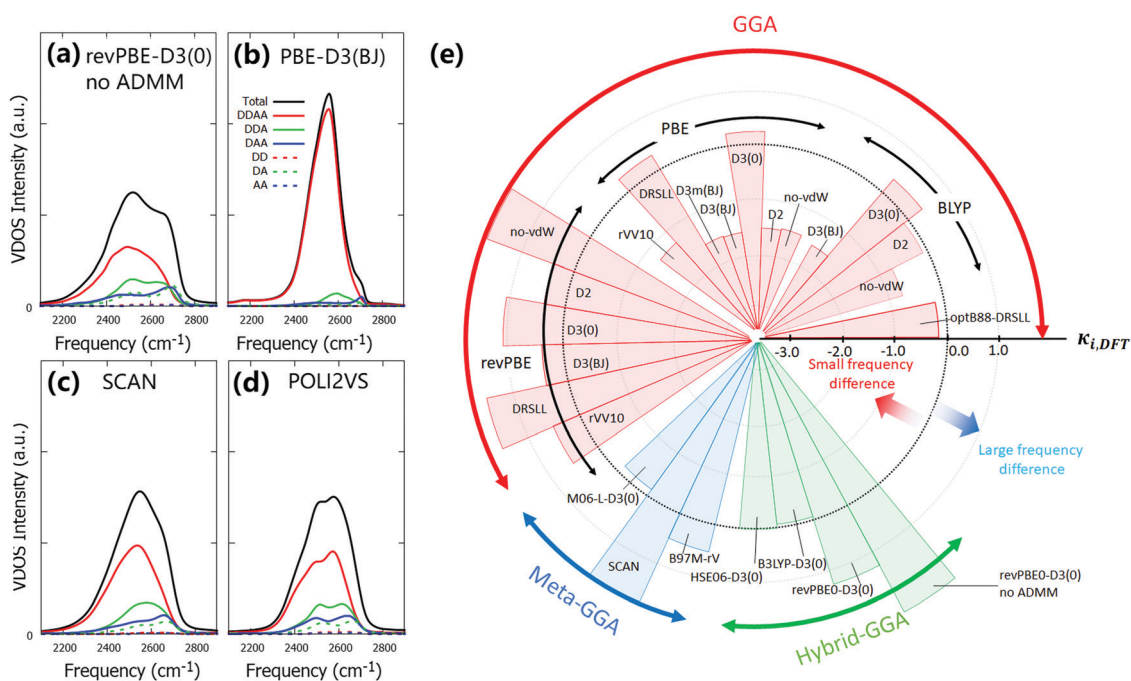 (a) revPBE-D3(0)
no ADMM
VDOS Intensity (a.u.)
0
2200 2400 2600 2800
Frequency (cm-1)
(b) PBE-D3(BJ)
Total
DDAA
DDA
DAA
DD
DA
AA
2200 2400 2600 2800
Frequency (cm-1)
(c) SCAN
VDOS Intensity (a.u.)
0
2200 2400 2600 2800
Frequency (cm-1)
(d) POLI2VS
2200 2400 2600 2800
Frequency (cm-1)
(e)
GGA
PBE
BLYP
revPBE
DRSLL
D3m(BJ)
D3(BJ)
rVV10
D3(0)
D2
no-vdW
D3(BJ)
D3(0)
D2
no-vdW
optB88-DRSLL
no-vdW
D2
D3(0)
D3(BJ)
DRSLL
rVV10
-3.0 -2.0 -1.0 0.0 1.0 κi,DFT
Small frequency
difference
Large frequency
difference
M06-L-D3(0)
SCAN
B97M-rV
Meta-GGA
HSE06-D3(0)
B3LYP-D3(0)
revPBE0-D3(0)
revPBE0-D3(0)
no ADMM
Hybrid-GGA